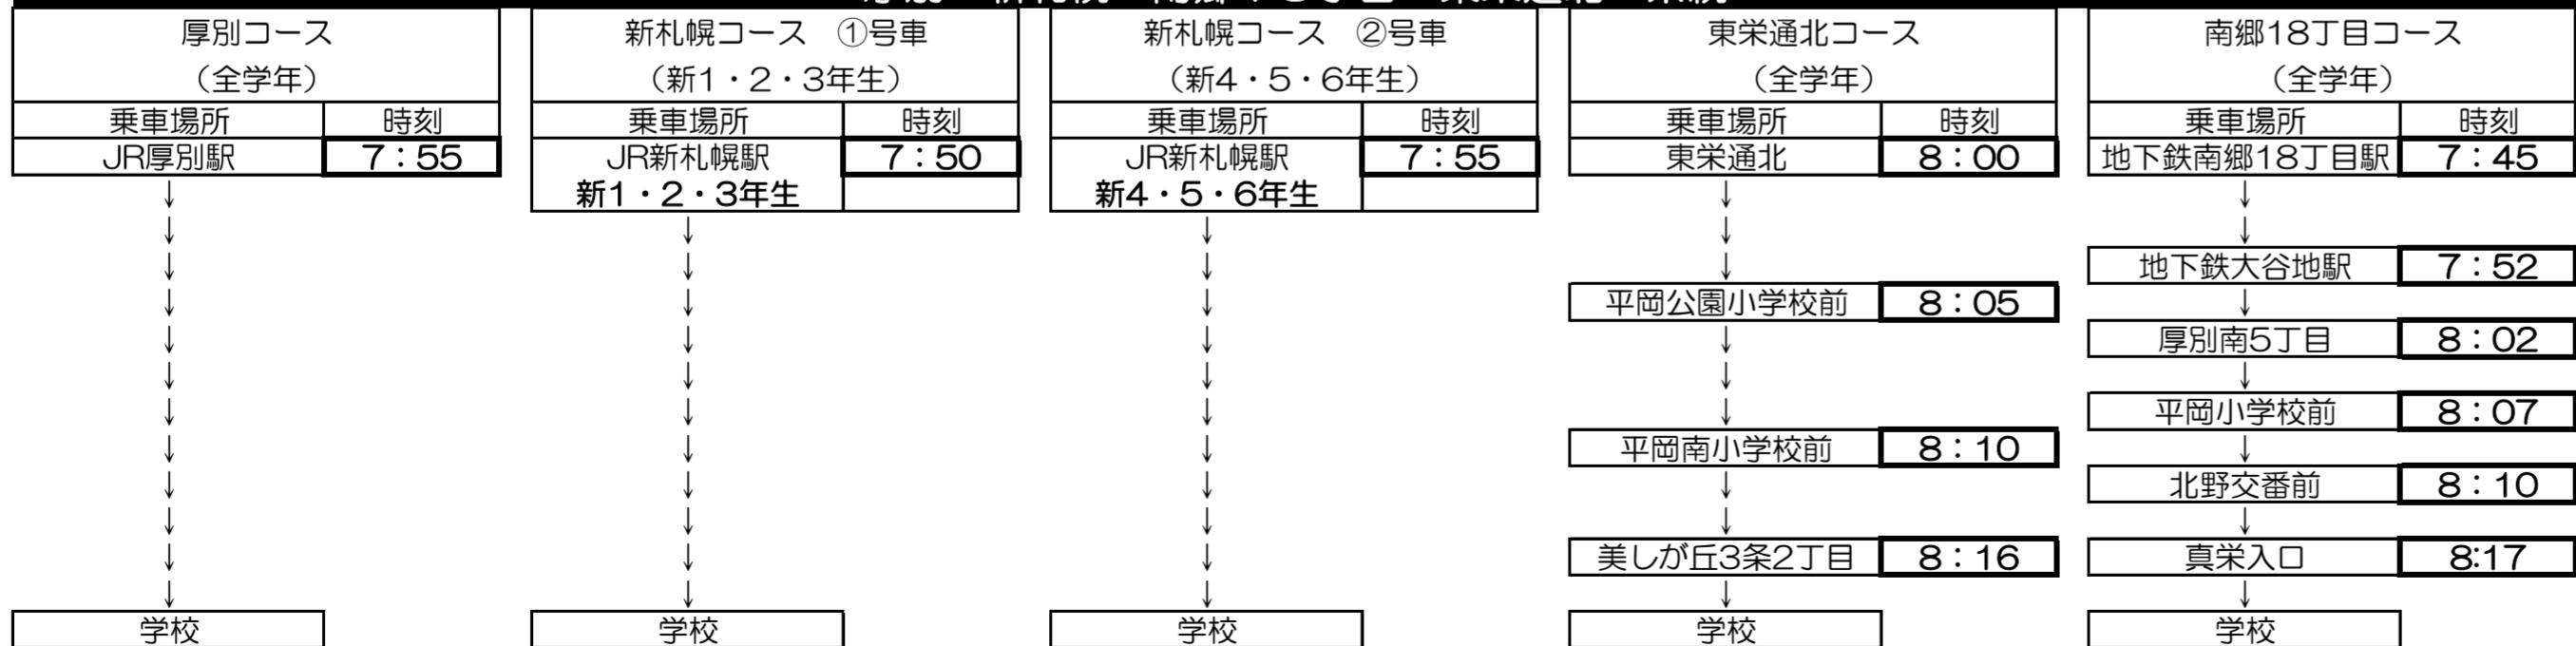 厚別コース
(全学年)
乗車場所 時刻
JR厚別駅 7:55
↓
↓
↓
↓
↓
↓
↓
↓
↓
↓
↓
↓
学校
新札幌コース ①号車
(新1・2・3年生)
乗車場所 時刻
JR新札幌駅 7:50
新1・2・3年生
↓
↓
↓
↓
↓
↓
↓
↓
↓
↓
↓
学校
新札幌コース ②号車
(新4・5・6年生)
乗車場所 時刻
JR新札幌駅 7:55
新4・5・6年生
↓
↓
↓
↓
↓
↓
↓
↓
↓
↓
↓
学校
東栄通北コース
(全学年)
乗車場所 時刻
東栄通北 8:00
↓
↓
↓
平岡公園小学校前 8:05
↓
↓
↓
平岡南小学校前 8:10
↓
↓
美しが丘3条2丁目 8:16
↓
学校
南郷18丁目コース
(全学年)
乗車場所 時刻
地下鉄南郷18丁目駅 7:45
↓
↓
地下鉄大谷地駅 7:52
↓
厚別南5丁目 8:02
↓
平岡小学校前 8:07
↓
北野交番前 8:10
↓
真栄入口 8:17
↓
学校